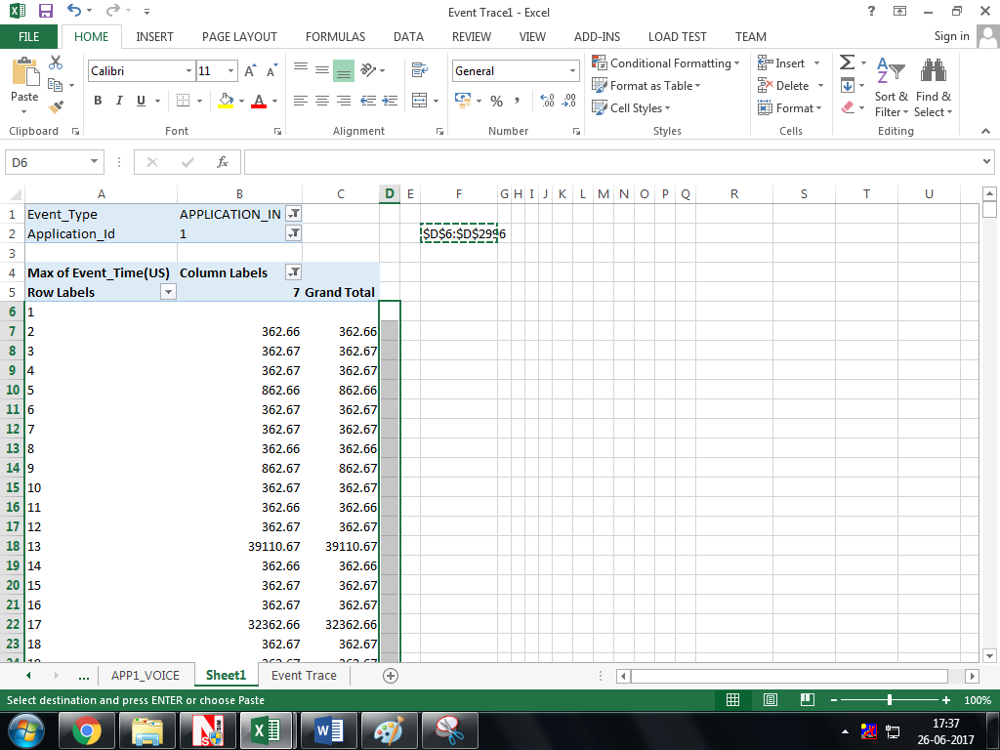 Event Trace1 - Excel
?
FILE HOME INSERT PAGE LAYOUT FORMULAS DATA REVIEW VIEW ADD-INS LOAD TEST TEAM Sign in
Paste
Calibri 11
B I U A
General
% ,
Conditional Formatting
Format as Table
Cell Styles
Insert
Delete
Format
Sort & Filter
Find & Select
Clipboard Font Alignment Number Styles Cells Editing
D6 fx
A B C D E F G H I J K L M N O P Q R S T U
1 Event_Type APPLICATION_IN
2 Application_Id 1 $D$6:$D$2996
3
4 Max of Event_Time(US) Column Labels
5 Row Labels 7 Grand Total
6 1
7 2 362.66 362.66
8 3 362.67 362.67
9 4 362.67 362.67
10 5 862.66 862.66
11 6 362.67 362.67
12 7 362.67 362.67
13 8 362.66 362.66
14 9 862.67 862.67
15 10 362.67 362.67
16 11 362.66 362.66
17 12 362.67 362.67
18 13 39110.67 39110.67
19 14 362.66 362.66
20 15 362.67 362.67
21 16 362.67 362.67
22 17 32362.66 32362.66
23 18 362.67 362.67
24 19 362.67 362.67
... APP1_VOICE Sheet1 Event Trace
Select destination and press ENTER or choose Paste 100%
17:37
26-06-2017